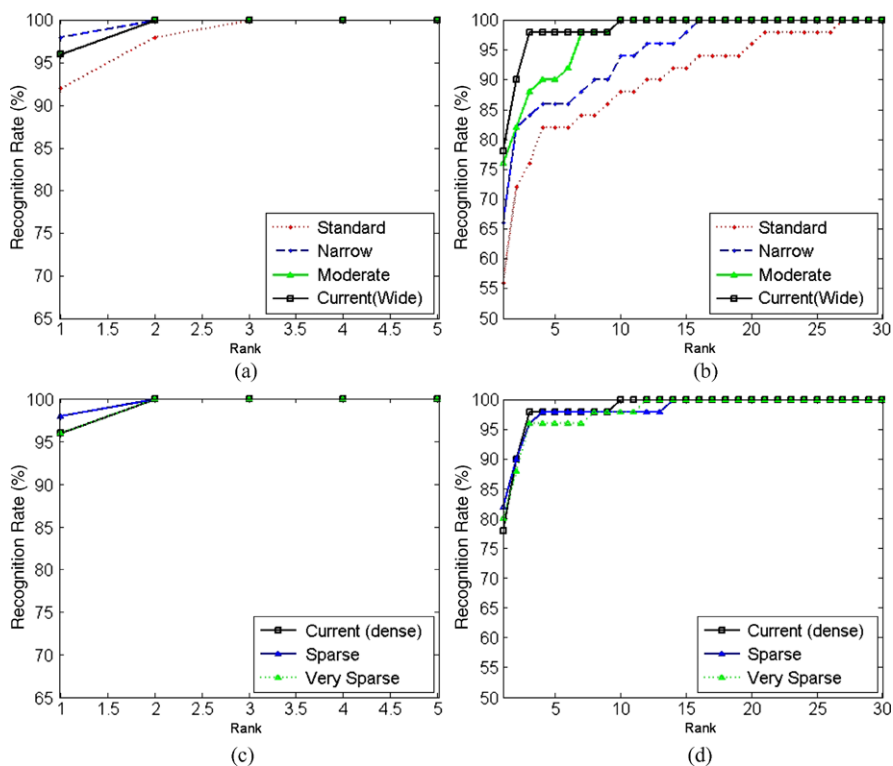 Recognition Rate (%)
100
95
90
85
80
75
70
65
Standard
Narrow
Moderate
Current(Wide)
1 1.5 2 2.5 3 3.5 4 4.5 5
Rank
(a)
Recognition Rate (%)
100
95
90
85
80
75
70
65
60
55
50
Standard
Narrow
Moderate
Current(Wide)
5 10 15 20 25 30
Rank
(b)
Recognition Rate (%)
100
95
90
85
80
75
70
65
Current (dense)
Sparse
Very Sparse
1 1.5 2 2.5 3 3.5 4 4.5 5
Rank
(c)
Recognition Rate (%)
100
95
90
85
80
75
70
65
60
55
50
Current (dense)
Sparse
Very Sparse
5 10 15 20 25 30
Rank
(d)